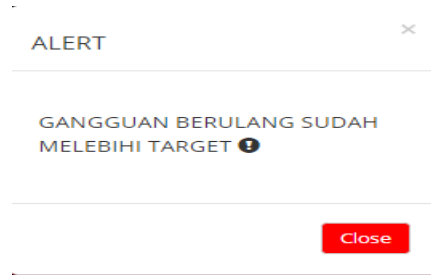 ALERT
×
GANGGUAN BERULANG SUDAH
MELEBIHI TARGET
Close